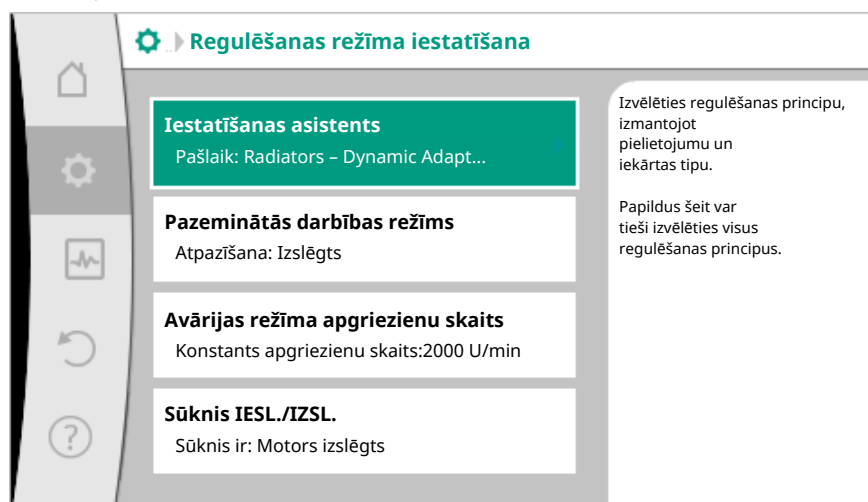 Regulēšanas režīma iestatīšana
Iestatīšanas asistents
Pašlaik: Radiators – Dynamic Adapt...
Pazeminātās darbības režīms
Atpazīšana: Izslēgts
Avārijas režīma apgriezienu skaits
Konstants apgriezienu skaits:2000 U/min
Sūknis IESL./IZSL.
Sūknis ir: Motors izslēgts
Izvēlēties regulēšanas principu,
izmantojot
pielietojumu un
iekārtas tipu.
Papildus šeit var
tieši izvēlēties visus
regulēšanas principus.